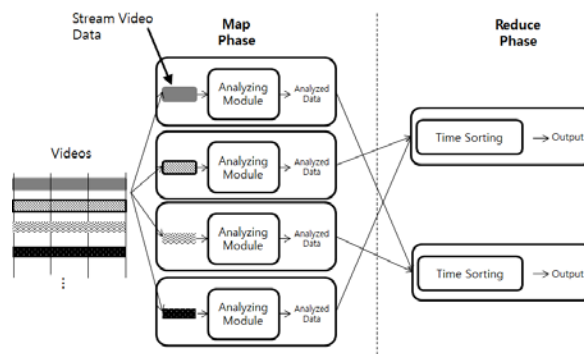 Stream Video
Data
Map
Phase
Reduce
Phase
Videos
Analyzing
Module
Analyzed
Data
Analyzing
Module
Analyzed
Data
Analyzing
Module
Analyzed
Data
Analyzing
Module
Analyzed
Data
Time Sorting
Output
Time Sorting
Output